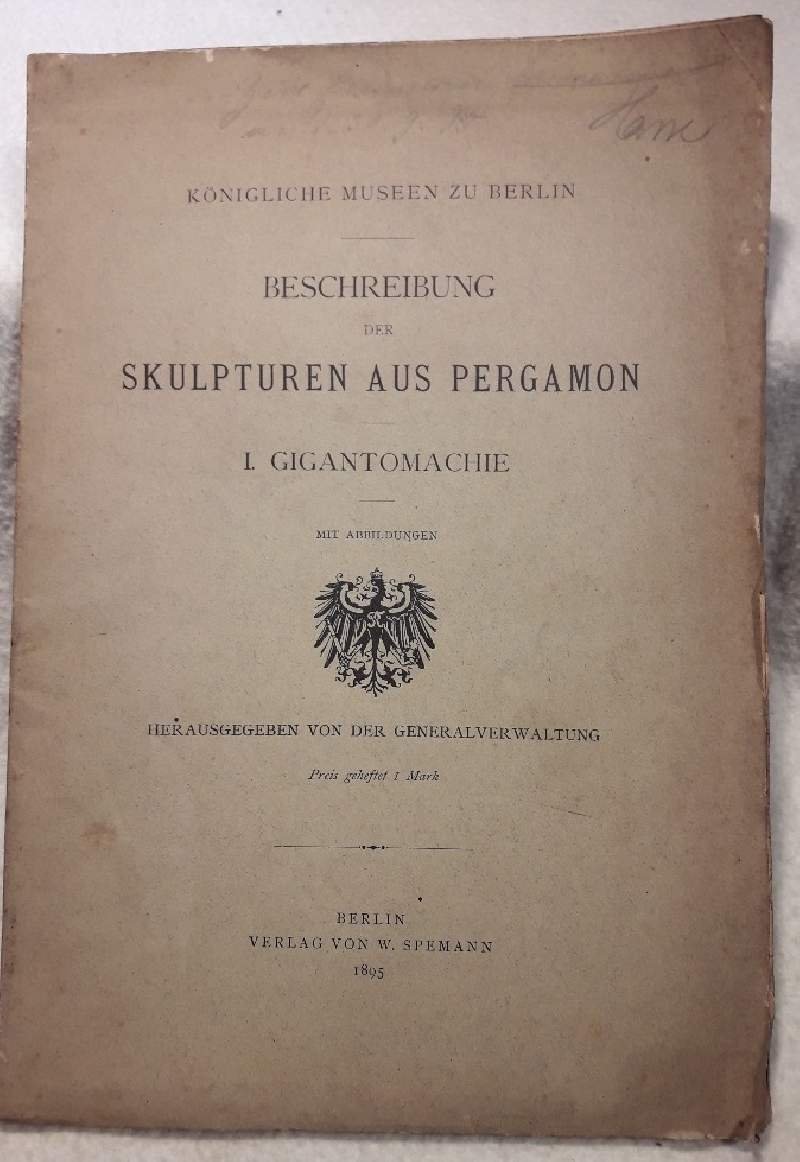 KÖNIGLICHE MUSEEN ZU BERLIN
BESCHREIBUNG
DER
SKULPTUREN AUS PERGAMON
I. GIGANTOMACHIE
MIT ABBILDUNGEN
HERAUSGEGEBEN VON DER GENERALVERWALTUNG
Preis geheftet 1 Mark
BERLIN
VERLAG VON W. SPEMANN
1895